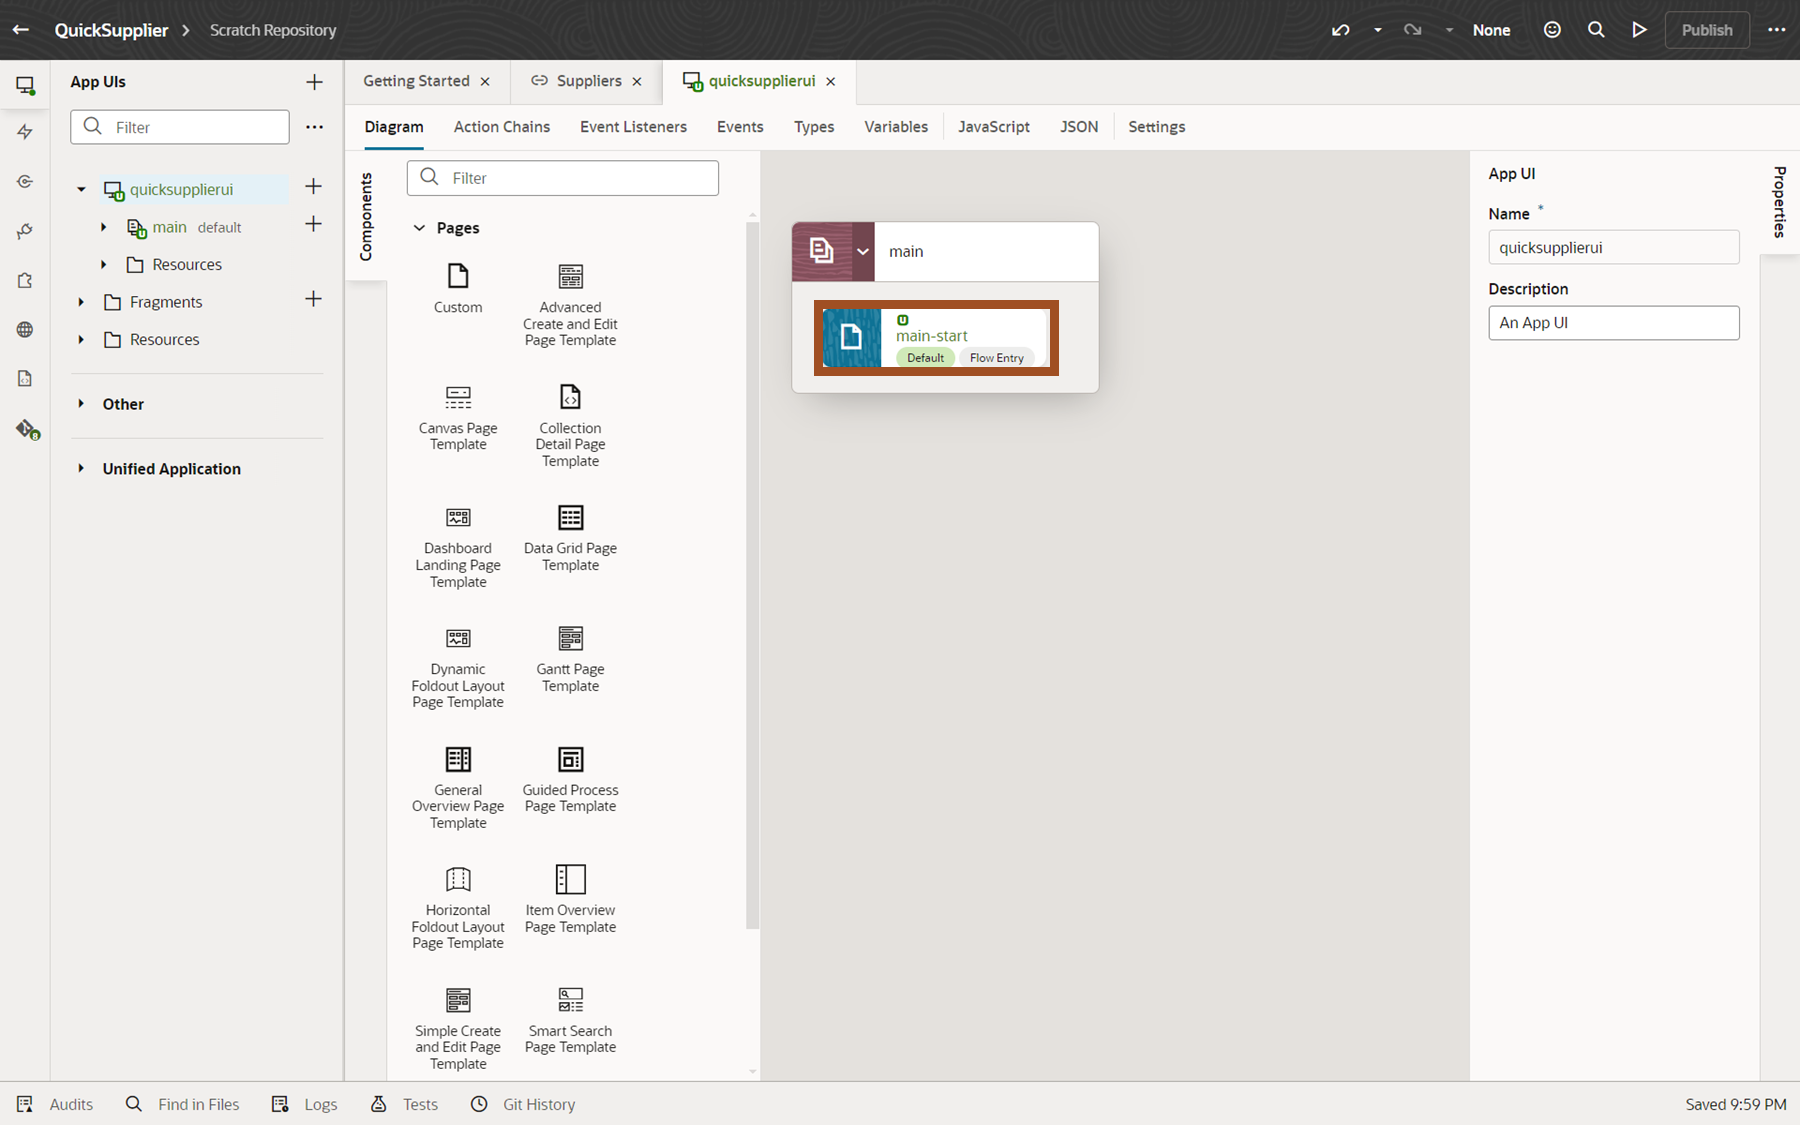 QuickSupplier
Scratch Repository
None
Publish
App UIs
Filter
quicksupplierui
main default
Resources
Fragments
Resources
Other
Unified Application
Getting Started
Suppliers
quicksupplierui
Diagram
Action Chains
Event Listeners
Events
Types
Variables
JavaScript
JSON
Settings
Components
Filter
Pages
Custom
Advanced
Create and Edit
Page Template
Canvas Page
Template
Collection
Detail Page
Template
Dashboard
Landing Page
Template
Data Grid Page
Template
Dynamic
Foldout Layout
Page Template
Gantt Page
Template
General
Overview Page
Template
Guided Process
Page Template
Horizontal
Foldout Layout
Page Template
Item Overview
Page Template
Simple Create
and Edit Page
Template
Smart Search
Page Template
main
U
main-start
Default
Flow Entry
App UI
Name *
quicksupplierui
Description
An App UI
Properties
8
Audits
Find in Files
Logs
Tests
Git History
Saved 9:59 PM